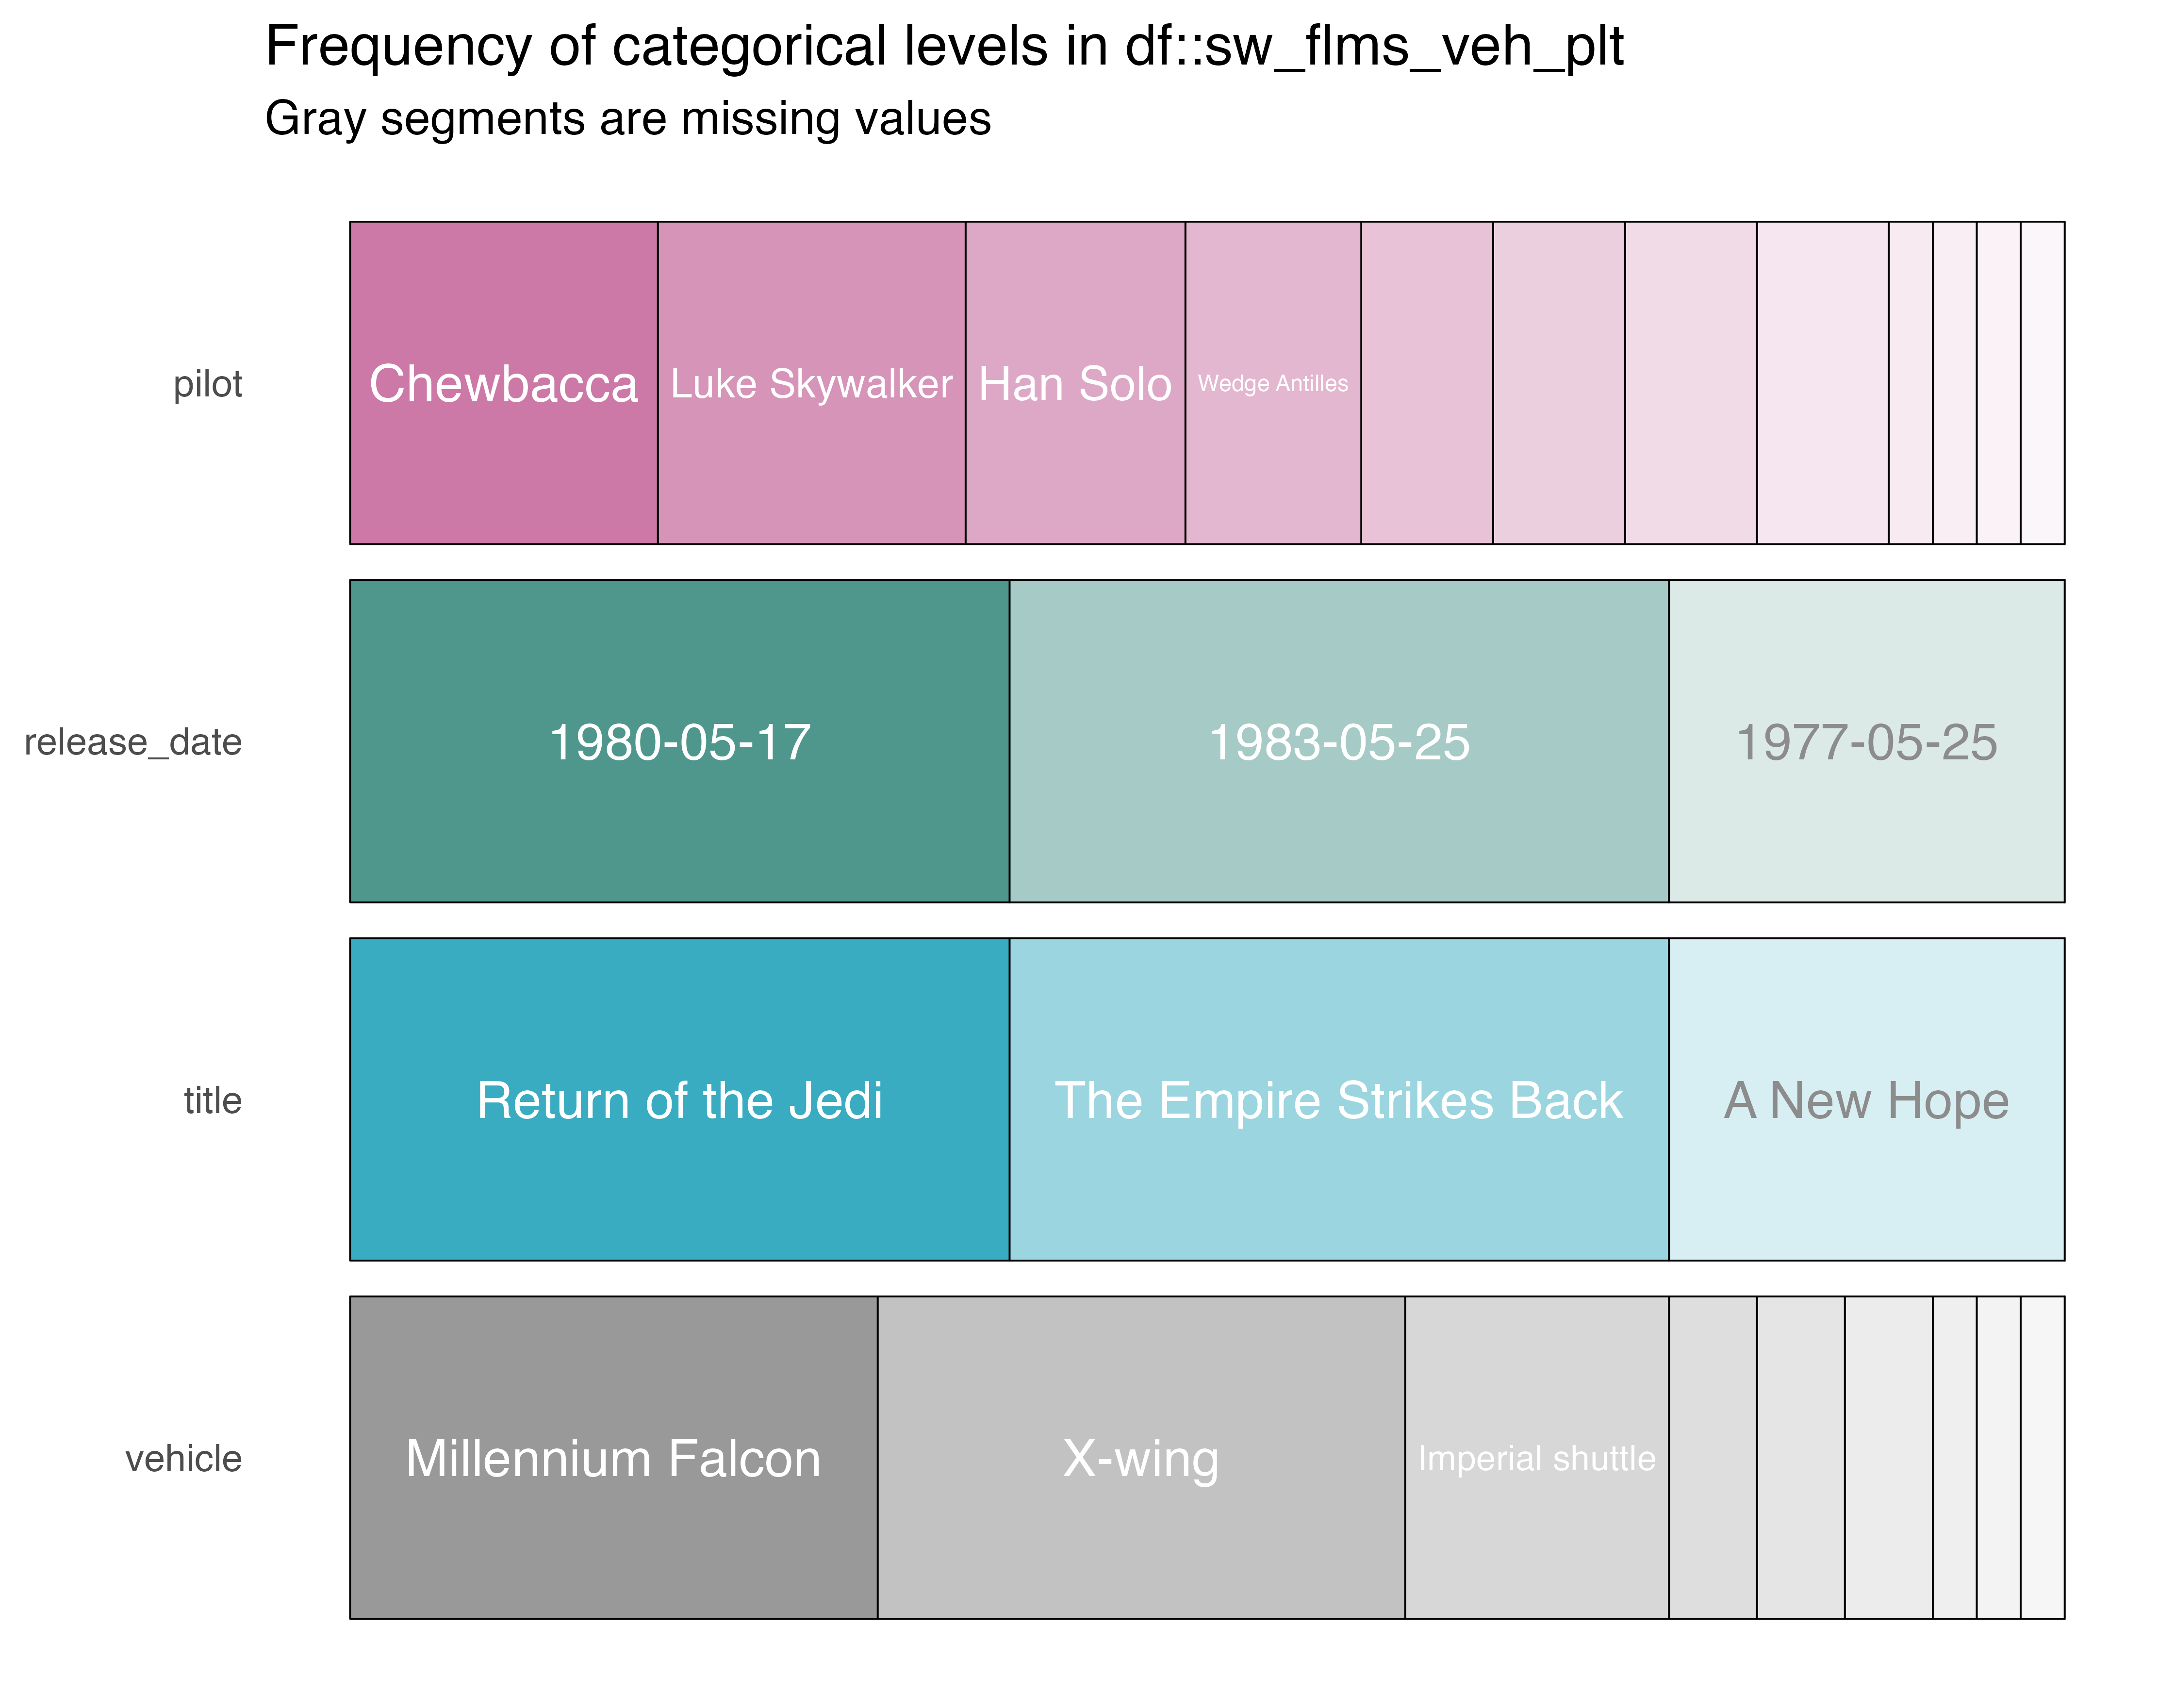 Frequency of categorical levels in df::sw_flms_veh_plt
Gray segments are missing values
pilot
Chewbacca
Luke Skywalker
Han Solo
Wedge Antilles
release_date
1980-05-17
1983-05-25
1977-05-25
title
Return of the Jedi
The Empire Strikes Back
A New Hope
vehicle
Millennium Falcon
X-wing
Imperial shuttle